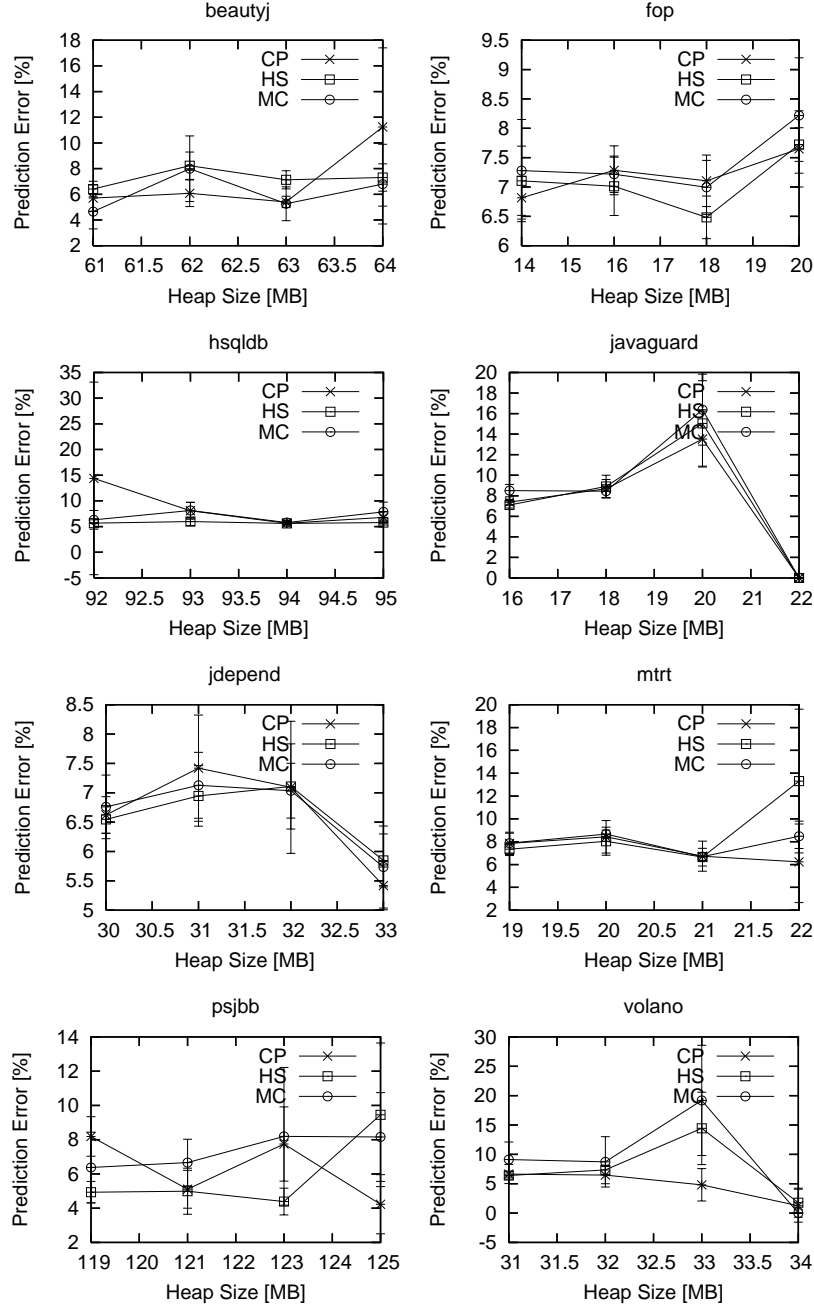 beautyj
Prediction Error [%]
18
16
14
12
10
8
6
4
2
CP
HS
MC
61 61.5 62 62.5 63 63.5 64
Heap Size [MB]
fop
Prediction Error [%]
9.5
9
8.5
8
7.5
7
6.5
6
CP
HS
MC
14 15 16 17 18 19 20
Heap Size [MB]
hsqldb
Prediction Error [%]
35
30
25
20
15
10
5
0
-5
CP
HS
MC
92 92.5 93 93.5 94 94.5 95
Heap Size [MB]
javaguard
Prediction Error [%]
20
18
16
14
12
10
8
6
4
2
0
CP
HS
MC
16 17 18 19 20 21 22
Heap Size [MB]
jdepend
Prediction Error [%]
8.5
8
7.5
7
6.5
6
5.5
5
CP
HS
MC
30 30.5 31 31.5 32 32.5 33
Heap Size [MB]
mtrt
Prediction Error [%]
20
18
16
14
12
10
8
6
4
2
CP
HS
MC
19 19.5 20 20.5 21 21.5 22
Heap Size [MB]
psjbb
Prediction Error [%]
14
12
10
8
6
4
2
CP
HS
MC
119 120 121 122 123 124 125
Heap Size [MB]
volano
Prediction Error [%]
30
25
20
15
10
5
0
-5
CP
HS
MC
31 31.5 32 32.5 33 33.5 34
Heap Size [MB]